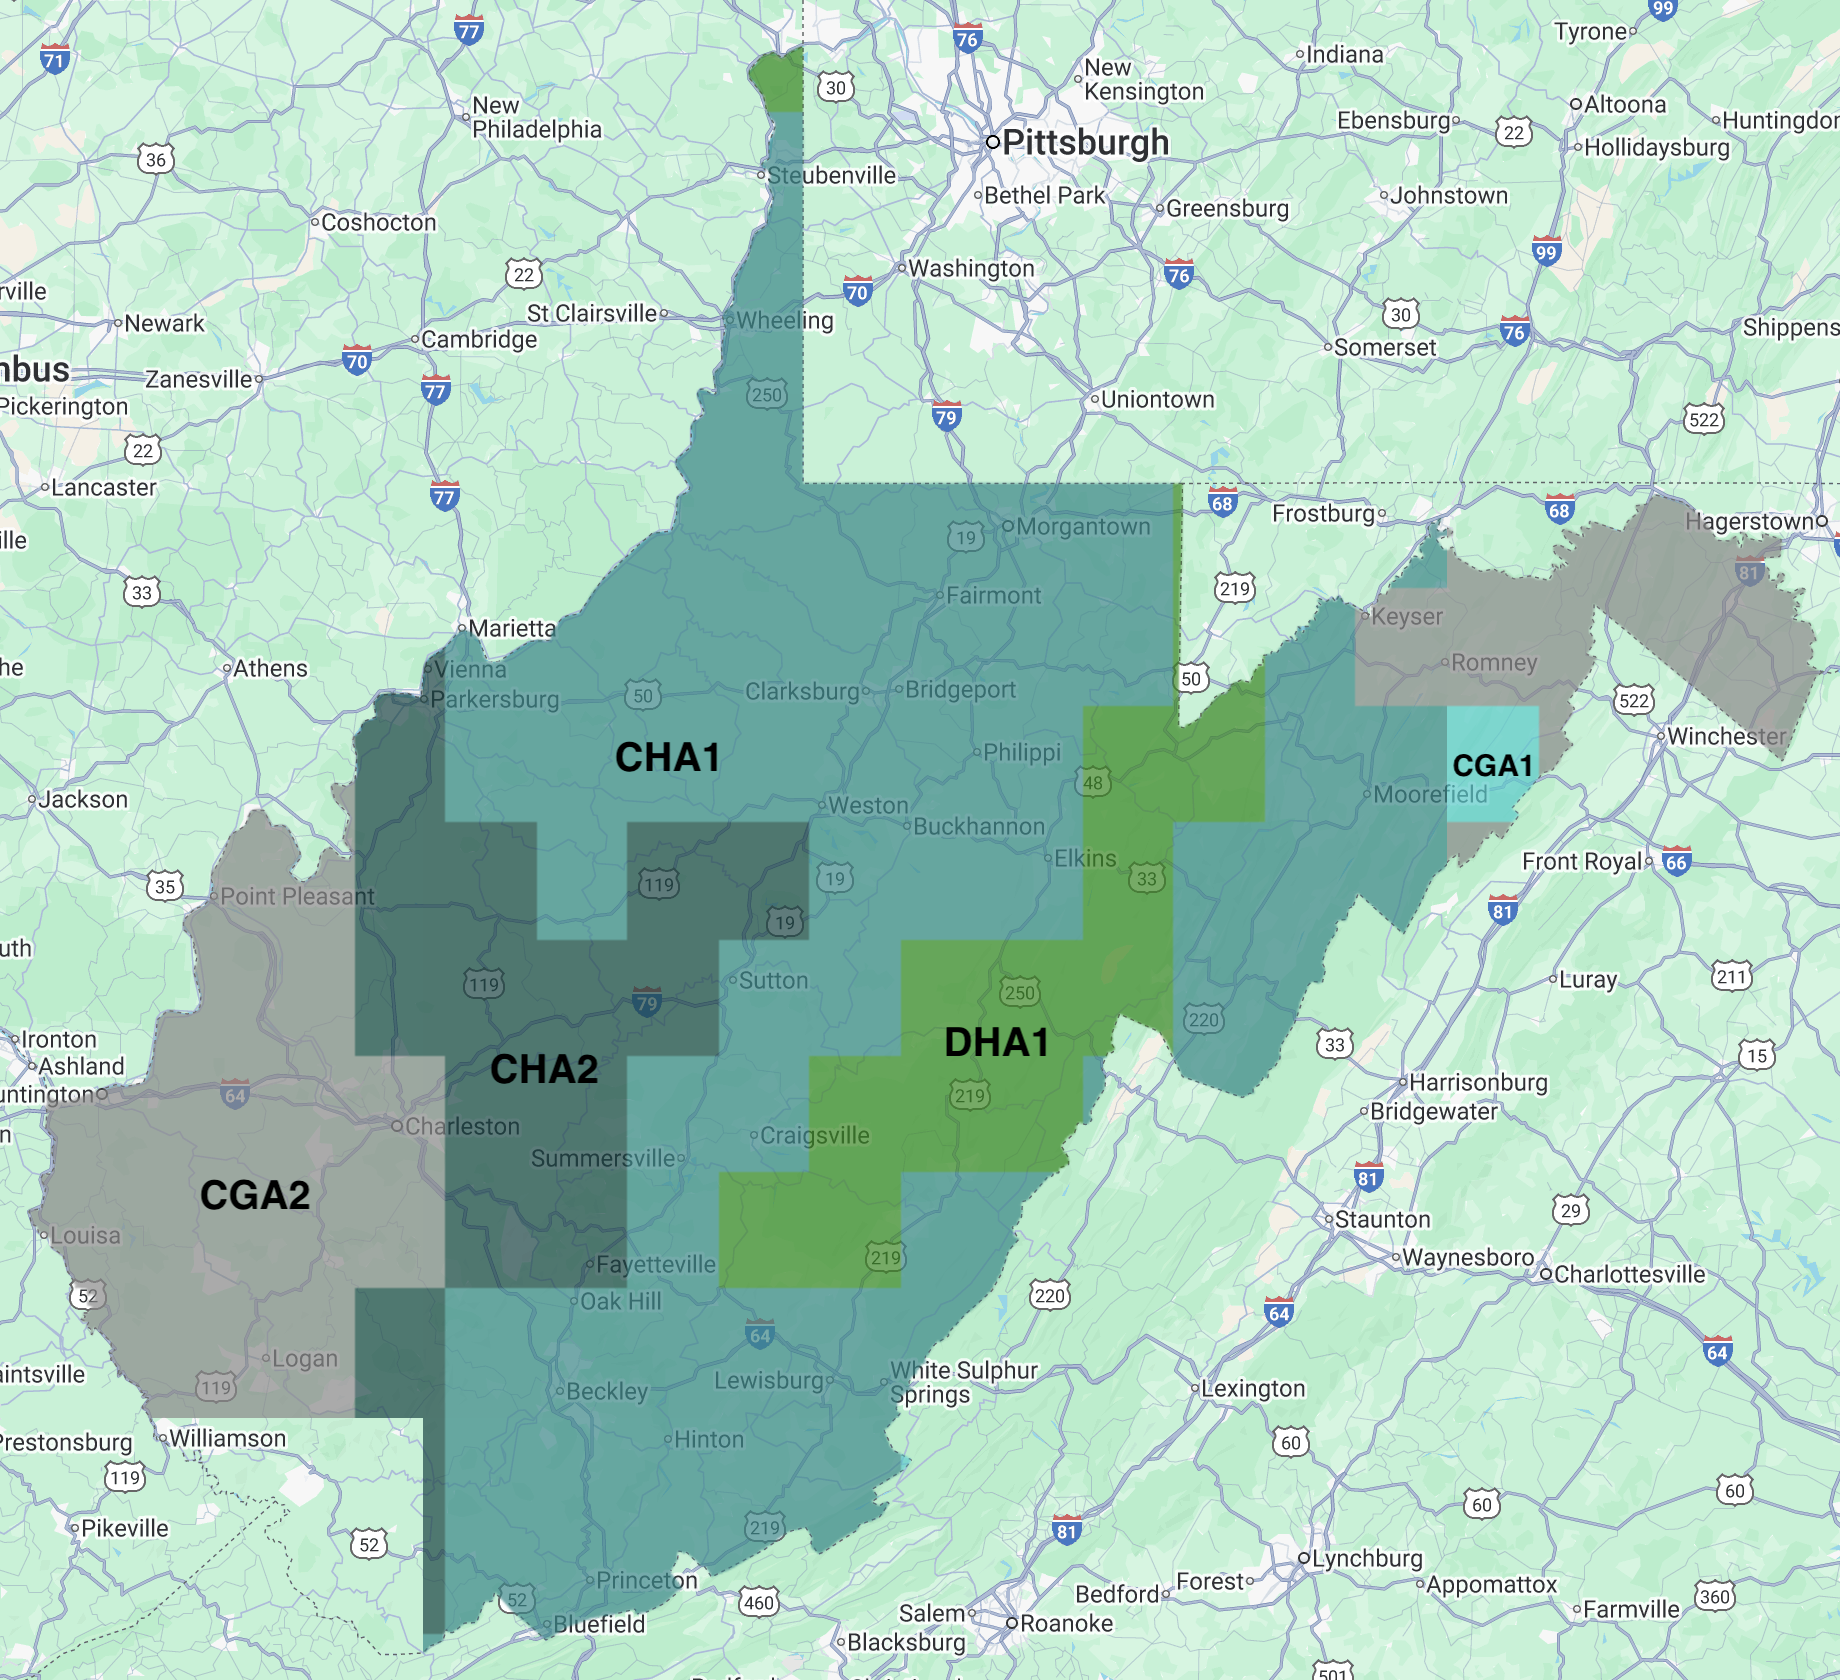 71
77
76
99
Tyrone
Indiana
30
New
Kensington
New
Philadelphia
Altoona
Ebensburg
22
Huntingdon
Hollidaysburg
36
Pittsburgh
Steubenville
Bethel Park
Greensburg
Johnstown
Coshocton
99
22
Washington
76
70
rville
Newark
St Clairsville
Wheeling
30
76
Shippens
Cambridge
Somerset
70
nbus
Zanesville
77
250
Uniontown
Pickerington
79
522
22
Lancaster
77
68
Frostburg
68
Hagerstown
Morgantown
19
ille
81
33
219
Fairmont
Keyser
Marietta
he
Athens
Vienna
Romney
50
Parkersburg
50
Clarksburg
Bridgeport
522
Winchester
CHA1
Philippi
CGA1
48
Jackson
Weston
Moorefield
Buckhannon
Elkins
Front Royal
66
35
Point Pleasant
119
19
33
81
19
uth
119
79
Sutton
250
Luray
211
220
Ironton
DHA1
33
15
Ashland
CHA2
Harrisonburg
untington
64
219
Bridgewater
n
Charleston
Craigsville
Summersville
81
CGA2
29
Staunton
Louisa
219
Waynesboro
Fayetteville
Charlottesville
52
Oak Hill
220
64
64
64
Logan
White Sulphur
Springs
aintsville
119
Beckley
Lewisburg
Lexington
Prestonsburg
Williamson
Hinton
60
119
60
60
Pikeville
52
219
81
Lynchburg
Princeton
Forest
Bedford
Appomattox
52
460
Salem
360
Bluefield
Roanoke
Farmville
Blacksburg
501